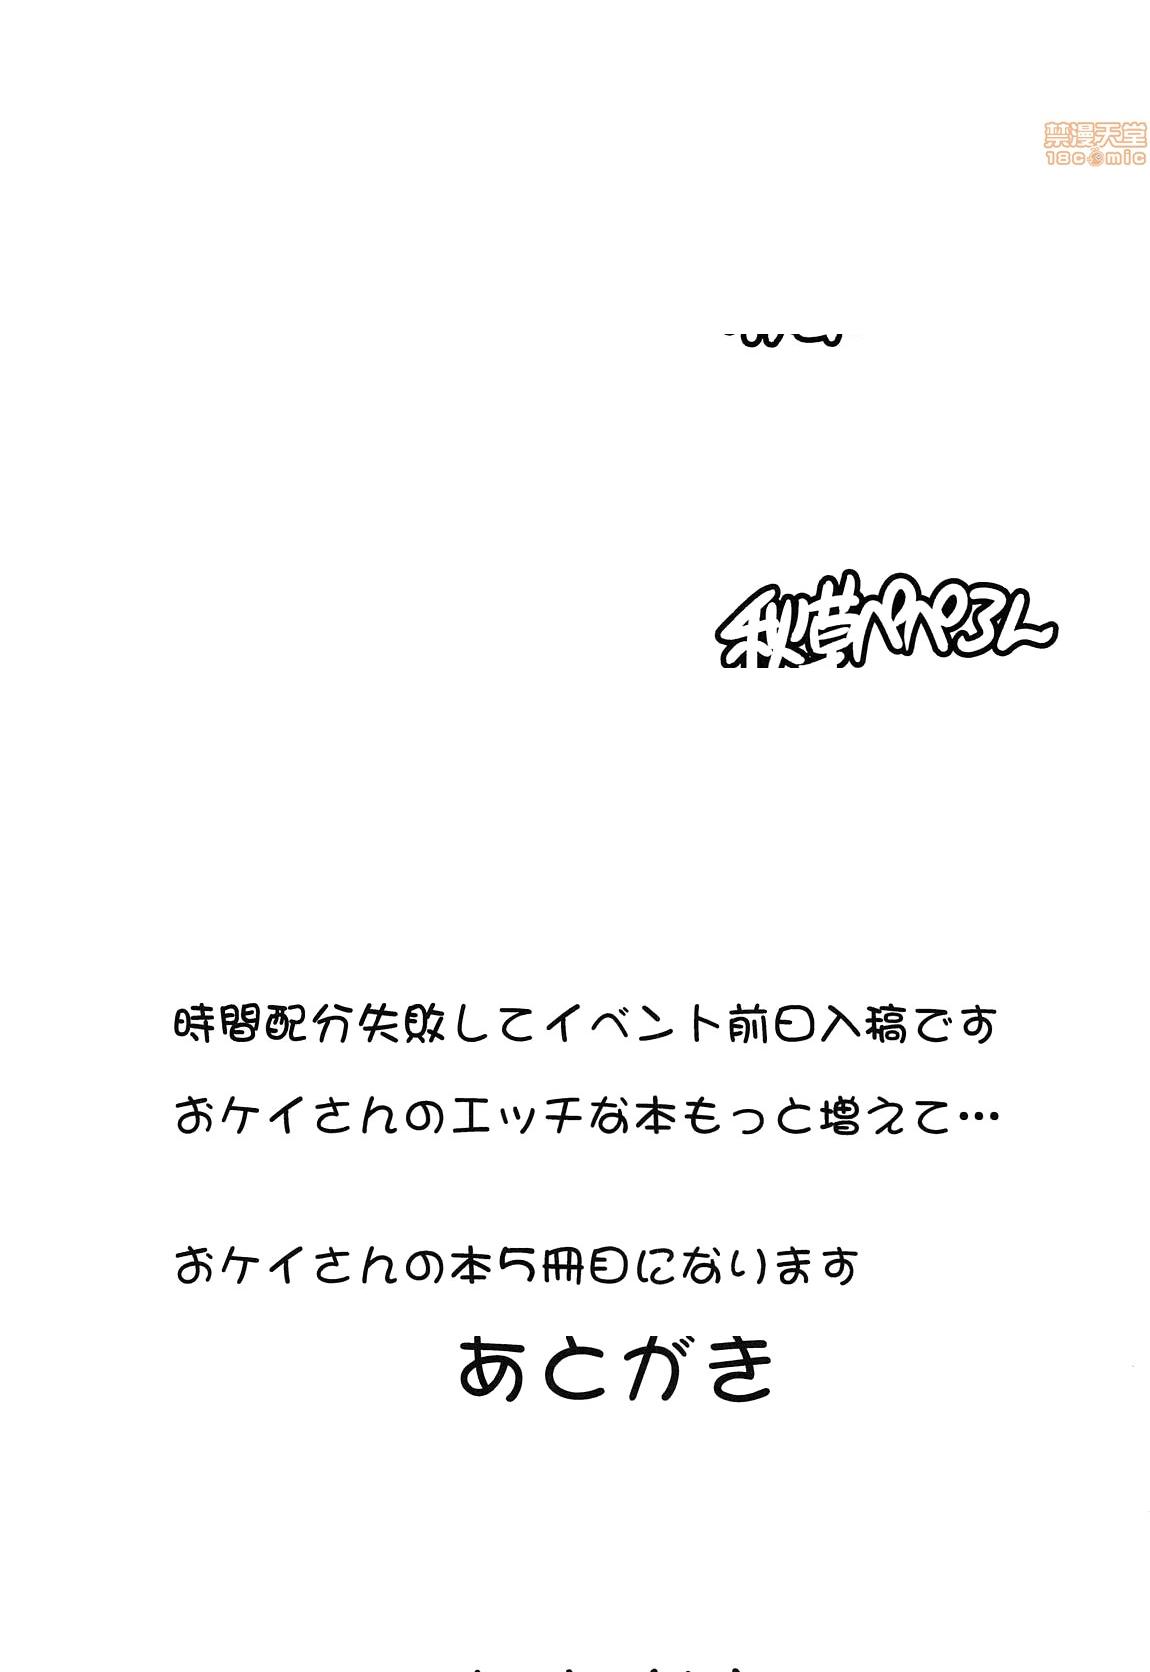 禁漫天堂
18comic
秋草ぺぺろん
時間配分失敗してイベント前日入稿です
おケイさんのエッチな本もっと増えて…
おケイさんの本5冊目になります
あとがき